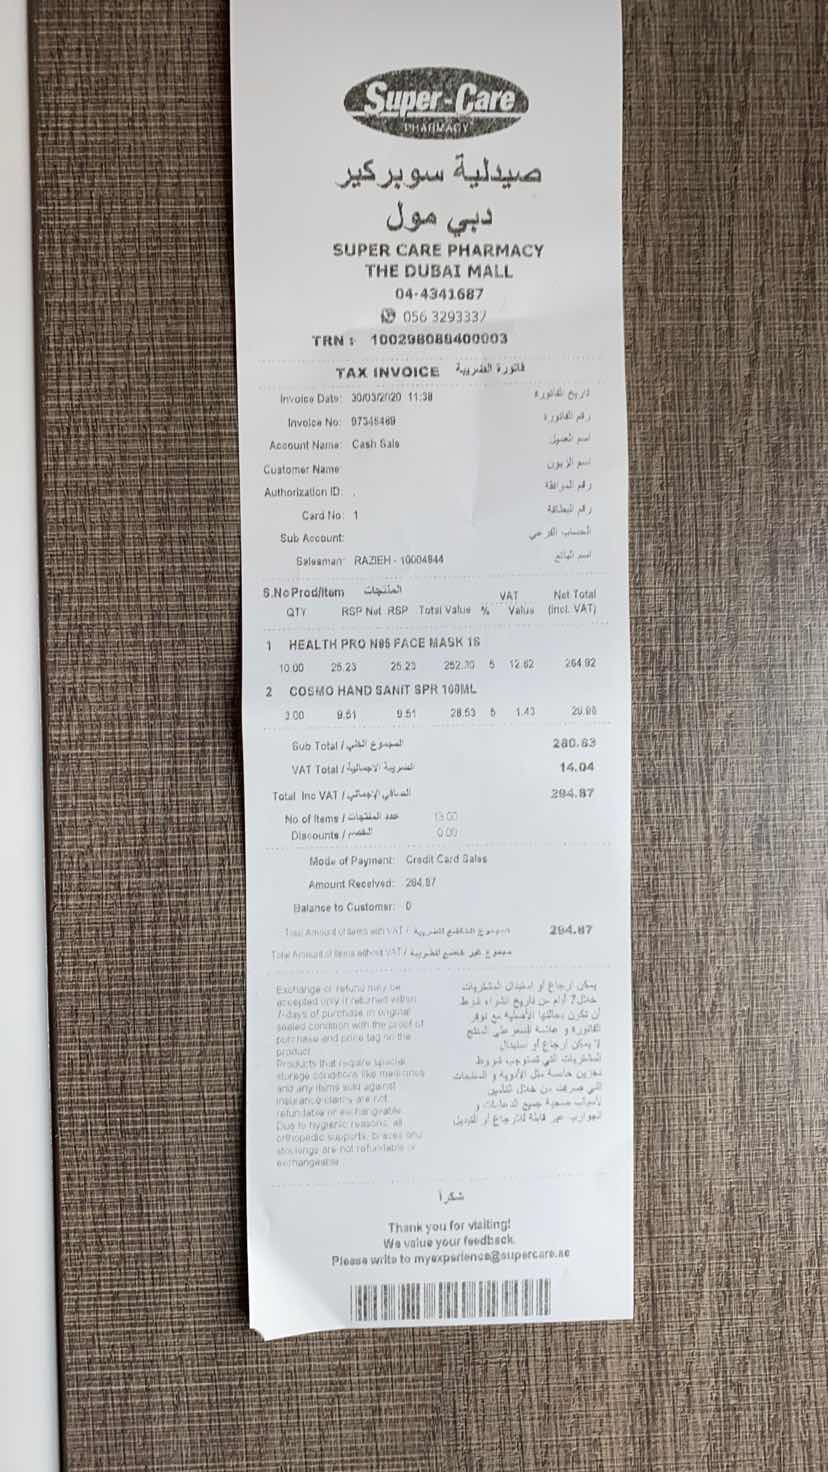 Super-Care
PHARMACY
صيدلية سوبركير
دبي مول
SUPER CARE PHARMACY
THE DUBAI MALL
04-4341687
056 3293337
TRN : 100298088400003
TAX INVOICE فاتورة الضريبية
Invoice Date: 30/03/2020 11:38 تاريخ الفاتورة
Invoice No: 97345469 رقم الفاتورة
Account Name: Cash Sale اسم العميل
Customer Name اسم الزبون
Authorization ID: . رقم الموافقة
Card No: 1 رقم البطاقة
Sub Account: الحساب الفرعي
Salesman: RAZIEH - 10004844 اسم البائع
S.No Prod/Item المنتجات VAT Net Total
QTY RSP Net RSP Total Value % Value (Incl. VAT)
1 HEALTH PRO N95 FACE MASK 1S
10.00 25.23 25.23 252.30 5 12.62 264.92
2 COSMO HAND SANIT SPR 100ML
3.00 9.51 9.51 28.53 5 1.43
Sub Total / المجموع الكلي 280.83
VAT Total / الضريبة الاجمالية 14.04
Total Inc VAT / الصافي الإجمالي 294.87
No of Items / عدد المنتجات 13.00
Discounts / الخصم 0.00
Mode of Payment: Credit Card Sales
Amount Received: 294.87
Balance to Customer: 0
Total Amount of items with VAT / مجموع الخاضع للضريبة 294.87
Total Amount of items without VAT / مجموع غير خاضع للضريبة
Exchange or refund may be
accepted only if returned within
7-days of purchase in original
sealed condition with the proof of
purchase and price tag on the
product.
Products that require special
storage conditions like medicines
and any items sold against
insurance claims are not
refundable or exchangeable
Due to hygienic reasons, all
orthopedic supports, braces and
stockings are not refundable or
exchangeable
يمكن ارجاع أو استبدال المشتريات
خلال 7 أيام من تاريخ الشراء شرط
أن تكون بحالتها الأصلية مع توفر
الفاتورة و علامة السعر على المنتج
لا يمكن ارجاع أو استبدال
المشتريات التي تستوجب شروط
تخزين خاصة مثل الأدوية و المنتجات
التي صرفت من خلال التأمين
لأسباب صحية جميع الدعامات و
الجوارب غير قابلة للارجاع أو التبديل
شكراً
Thank you for visiting!
We value your feedback.
Please write to myexperience@supercare.ae